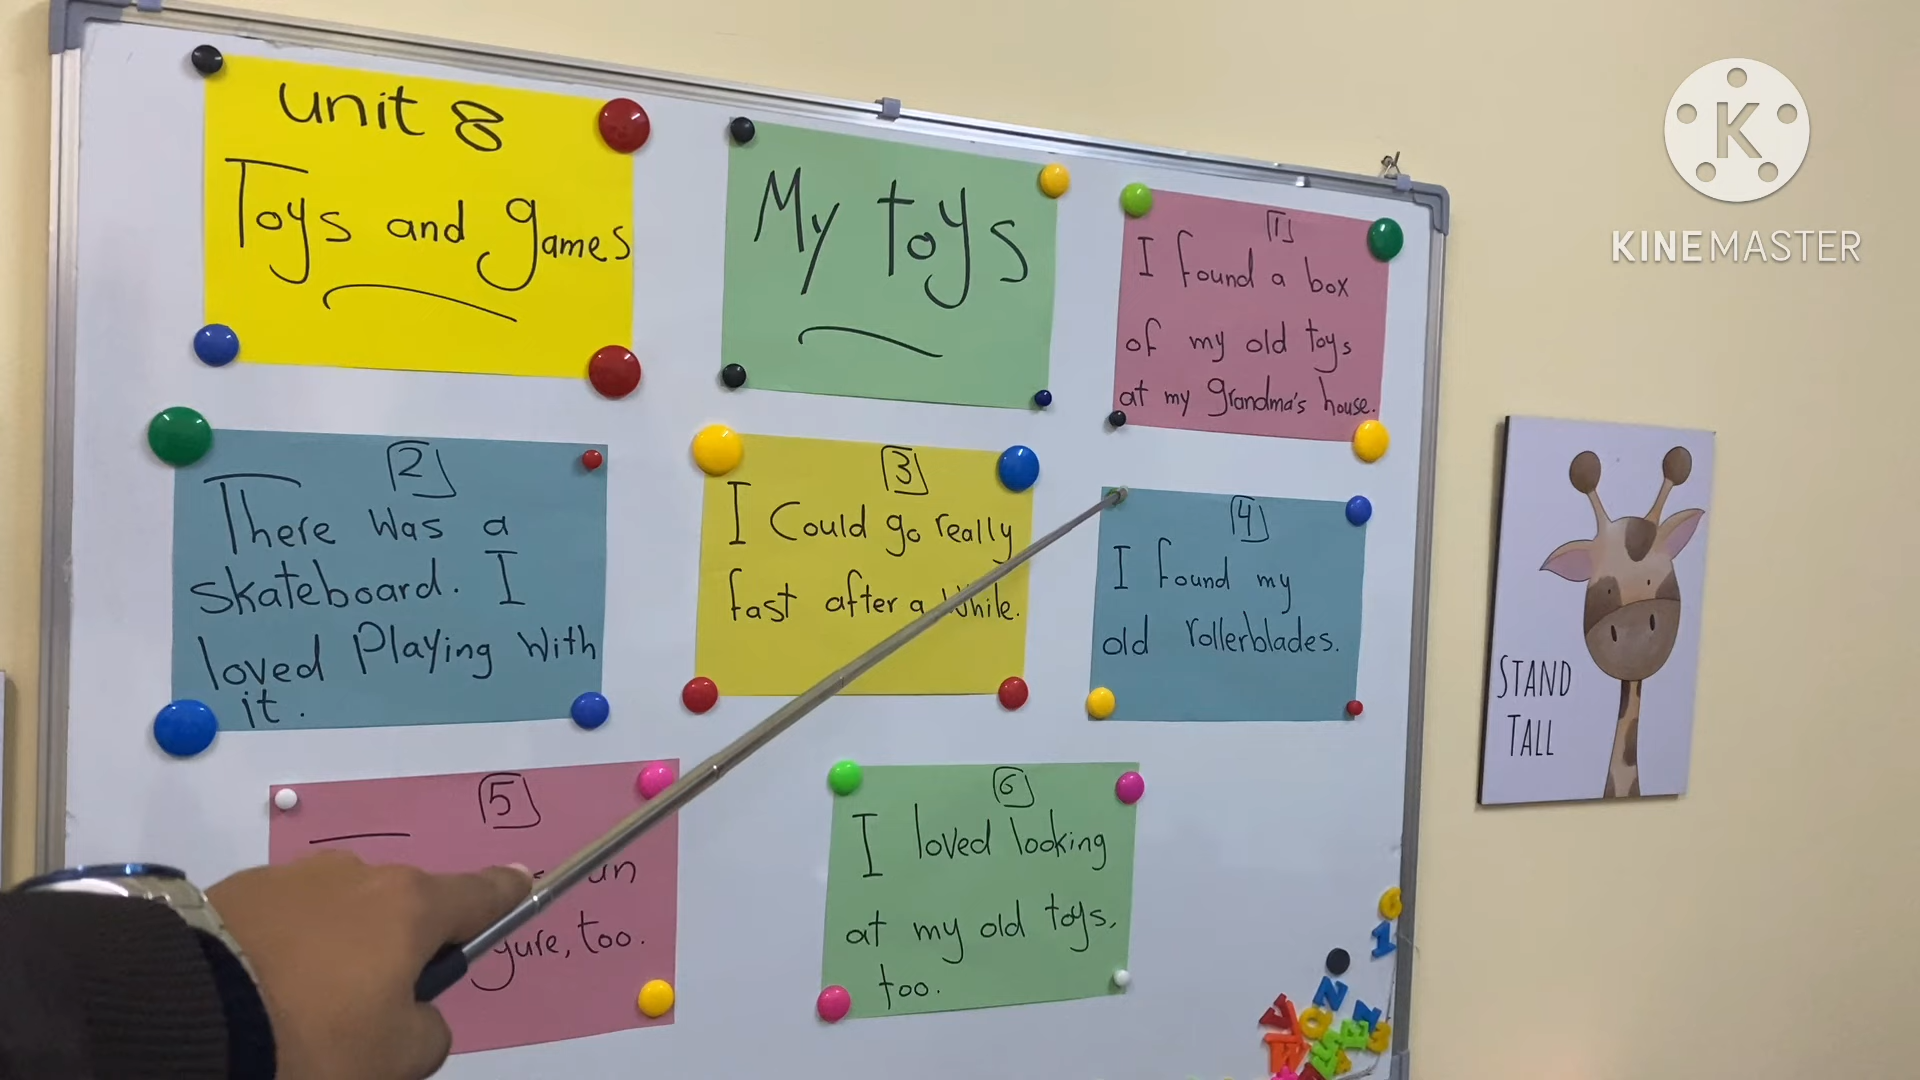 unit 8
Toys and games
My toys
1
I found a box
of my old toys
at my grandma's house.
2
There was a
skateboard. I
loved Playing with
it.
3
I Could go really
fast after a while.
4
I found my
old rollerblades.
5
too.
6
I loved looking
at my old toys,
too.
STAND
TALL
K
KINEMASTER